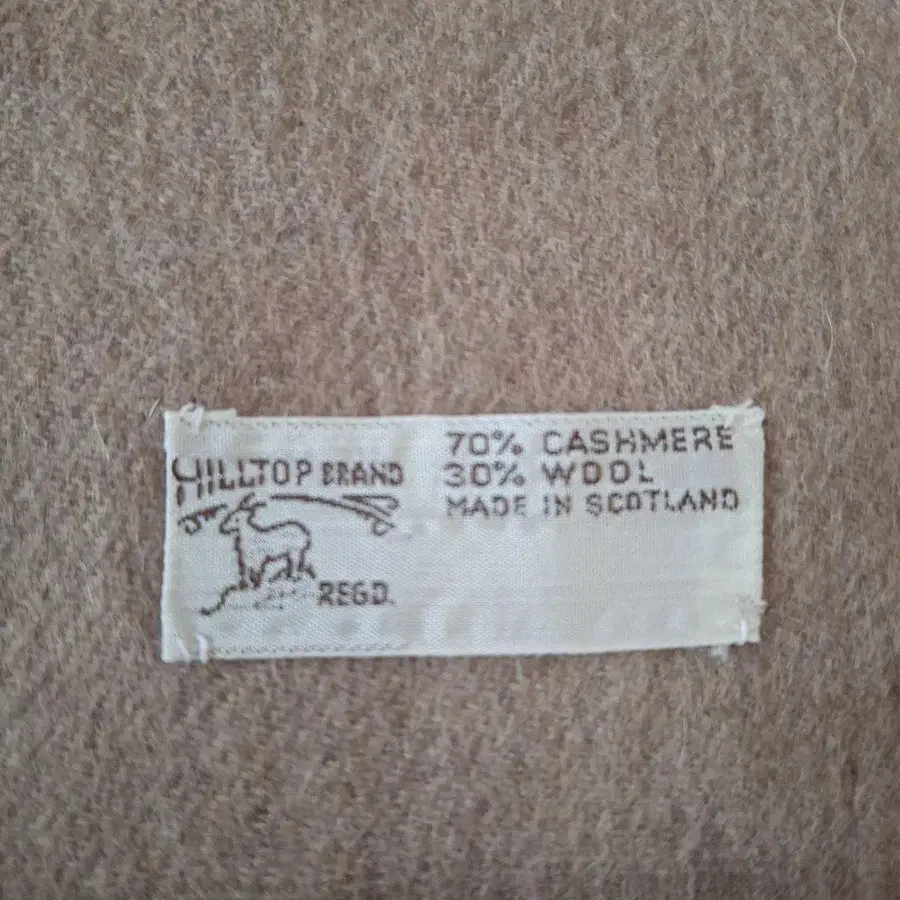 HILLTOP BRAND
REGD.
70% CASHMERE
30% WOOL
MADE IN SCOTLAND